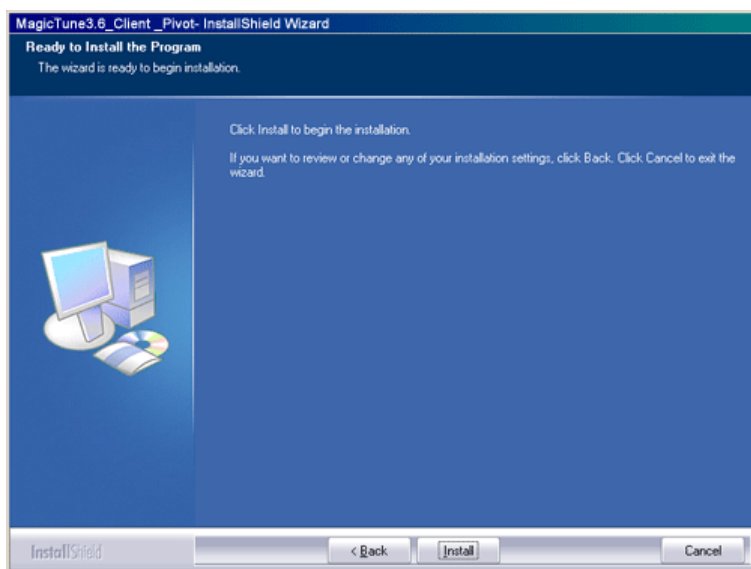 MagicTune3.6_Client _Pivot- InstallShield Wizard
Ready to Install the Program
The wizard is ready to begin installation.
Click Install to begin the installation.
If you want to review or change any of your installation settings, click Back. Click Cancel to exit the
wizard.
InstallShield
< Back
Install
Cancel